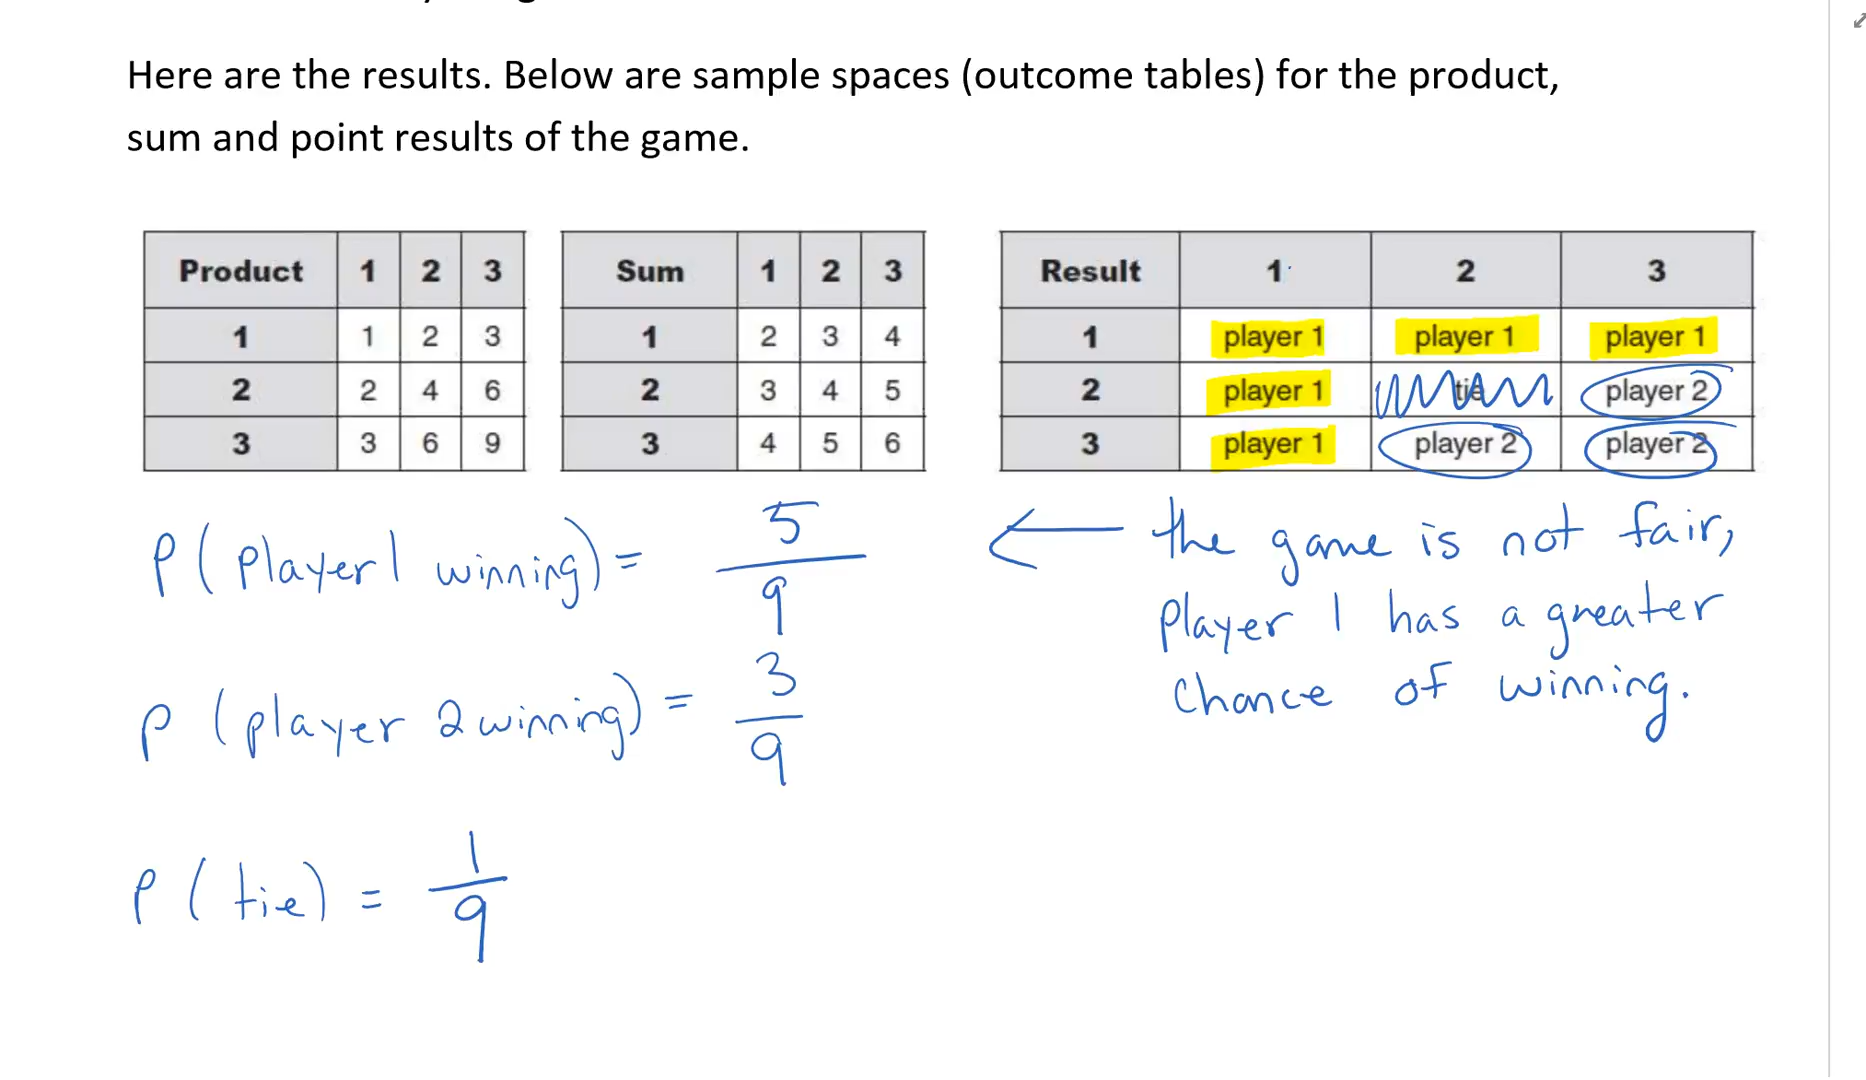 Here are the results. Below are sample spaces (outcome tables) for the product,
sum and point results of the game.
Product 1 2 3
1 1 2 3
2 2 4 6
3 3 6 9
Sum 1 2 3
1 2 3 4
2 3 4 5
3 4 5 6
Result 1 2 3
1 player 1 player 1 player 1
2 player 1 tie player 2
3 player 1 player 2 player 2
P(player 1 winning) = 5/9
P(player 2 winning) = 3/9
P(tie) = 1/9
← the game is not fair,
player 1 has a greater
chance of winning.